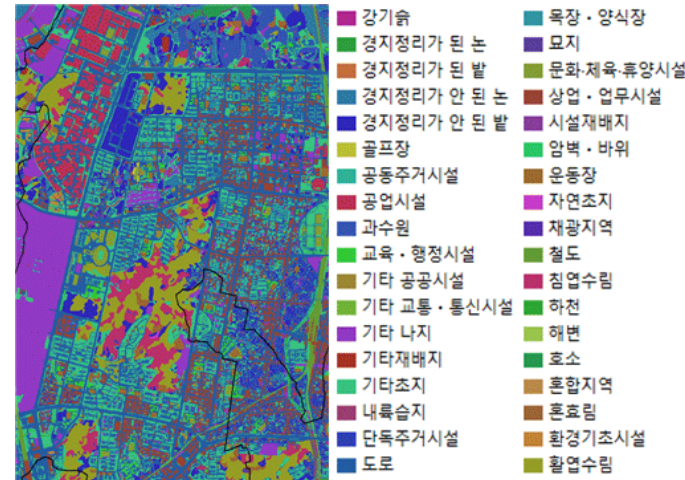 강기슭
경지정리가 된 논
경지정리가 된 밭
경지정리가 안 된 논
경지정리가 안 된 밭
골프장
공동주거시설
공업시설
과수원
교육·행정시설
기타 공공시설
기타 교통·통신시설
기타 나지
기타재배지
기타초지
내륙습지
단독주거시설
도로
목장·양식장
묘지
문화·체육·휴양시설
상업·업무시설
시설재배지
암벽·바위
운동장
자연초지
채광지역
철도
침엽수림
하천
해변
호소
혼합지역
혼효림
환경기초시설
활엽수림